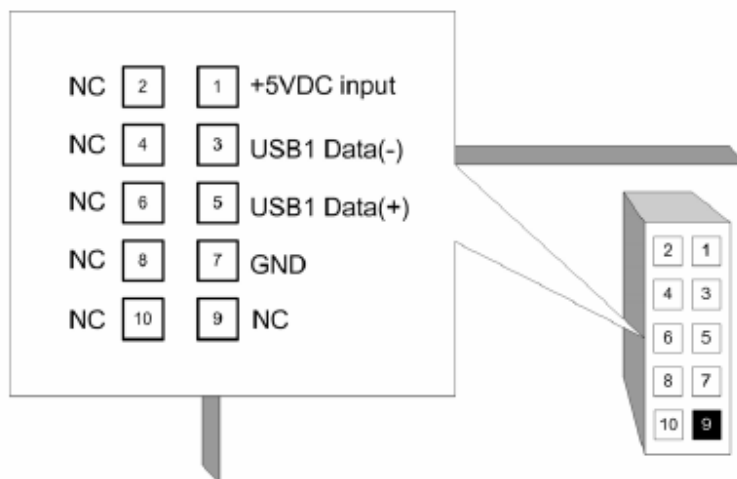 NC 2 1 +5VDC input
NC 4 3 USB1 Data(-)
NC 6 5 USB1 Data(+)
NC 8 7 GND
NC 10 9 NC
2 1
4 3
6 5
8 7
10 9